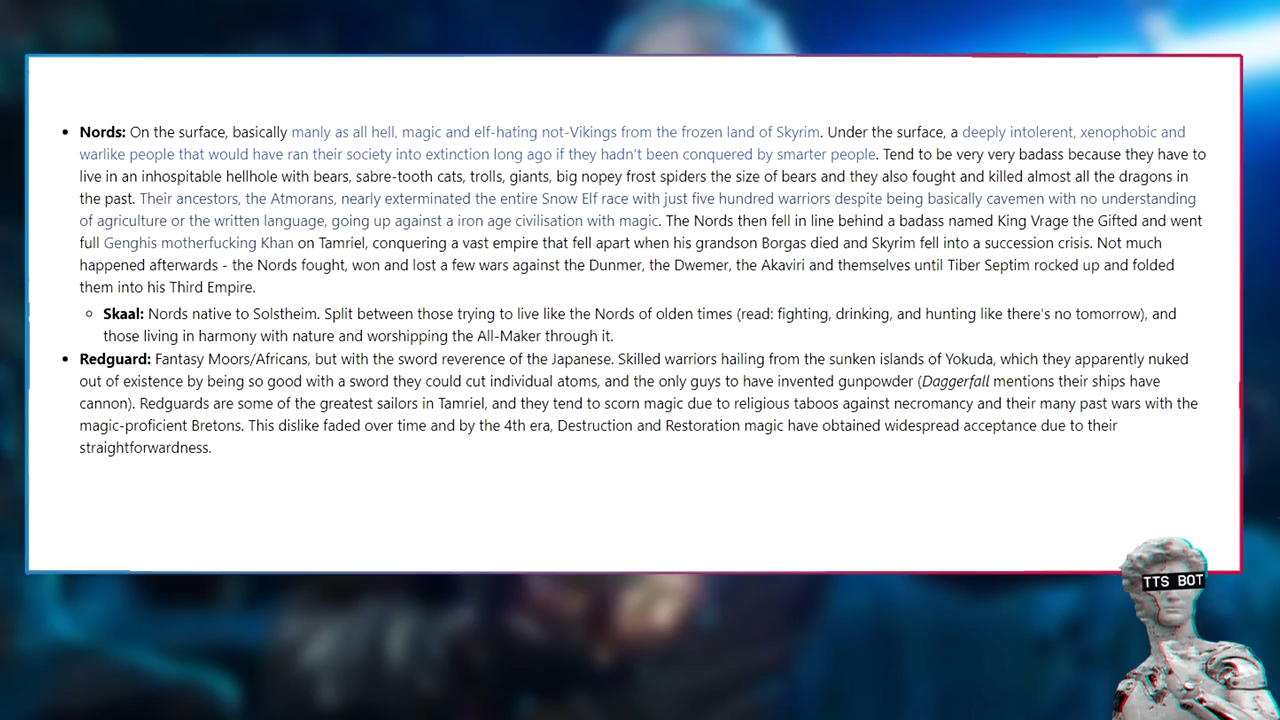 • Nords: On the surface, basically manly as all hell, magic and elf-hating not-Vikings from the frozen land of Skyrim. Under the surface, a deeply intolerent, xenophobic and
warlike people that would have ran their society into extinction long ago if they hadn't been conquered by smarter people. Tend to be very very badass because they have to
live in an inhospitable hellhole with bears, sabre-tooth cats, trolls, giants, big nopey frost spiders the size of bears and they also fought and killed almost all the dragons in
the past. Their ancestors, the Atmorans, nearly exterminated the entire Snow Elf race with just five hundred warriors despite being basically cavemen with no understanding
of agriculture or the written language, going up against a iron age civilisation with magic. The Nords then fell in line behind a badass named King Vrage the Gifted and went
full Genghis motherfucking Khan on Tamriel, conquering a vast empire that fell apart when his grandson Borgas died and Skyrim fell into a succession crisis. Not much
happened afterwards - the Nords fought, won and lost a few wars against the Dunmer, the Dwemer, the Akaviri and themselves until Tiber Septim rocked up and folded
them into his Third Empire.
◦ Skaal: Nords native to Solstheim. Split between those trying to live like the Nords of olden times (read: fighting, drinking, and hunting like there's no tomorrow), and
those living in harmony with nature and worshipping the All-Maker through it.
• Redguard: Fantasy Moors/Africans, but with the sword reverence of the Japanese. Skilled warriors hailing from the sunken islands of Yokuda, which they apparently nuked
out of existence by being so good with a sword they could cut individual atoms, and the only guys to have invented gunpowder (Daggerfall mentions their ships have
cannon). Redguards are some of the greatest sailors in Tamriel, and they tend to scorn magic due to religious taboos against necromancy and their many past wars with the
magic-proficient Bretons. This dislike faded over time and by the 4th era, Destruction and Restoration magic have obtained widespread acceptance due to their
straightforwardness.
TTS BOT